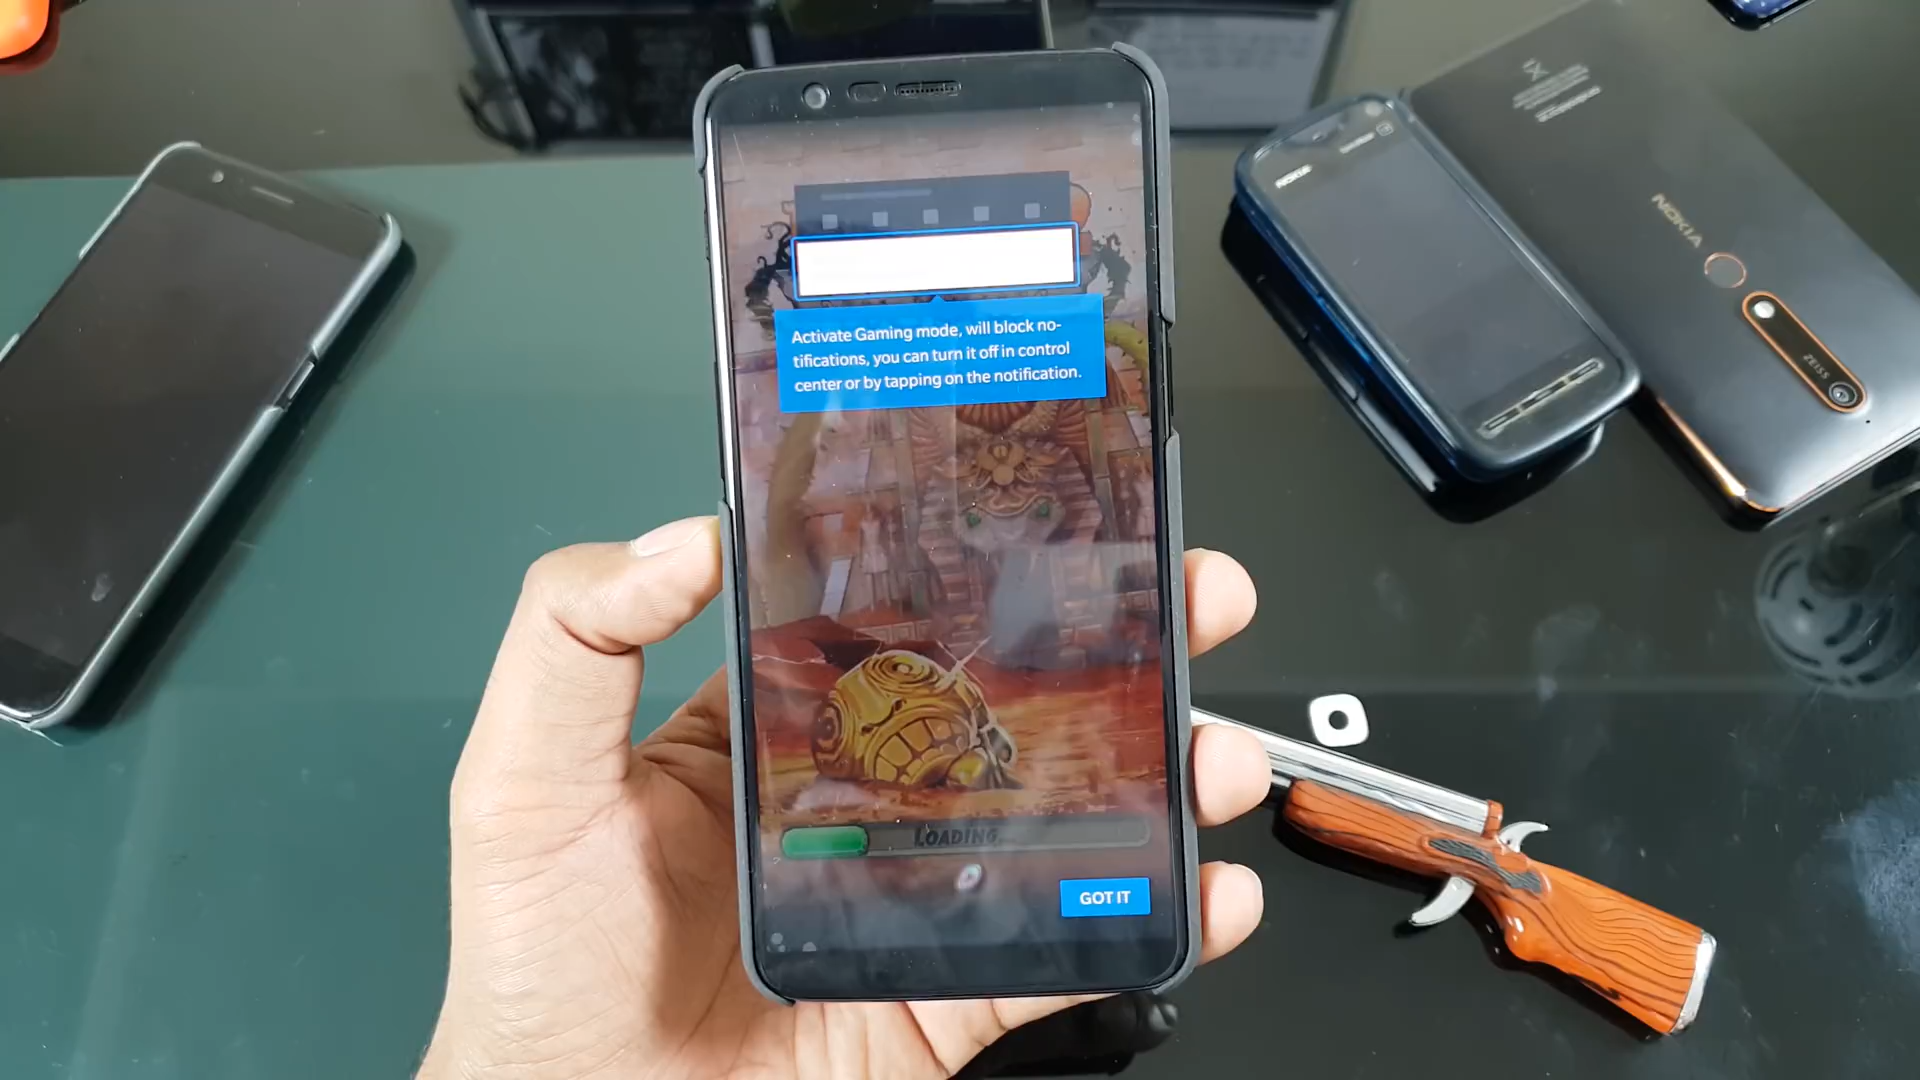 Activate Gaming mode, will block no-
tifications, you can turn it off in control
center or by tapping on the notification.
LOADING...
GOT IT
NOKIA
NOKIA
ZEISS